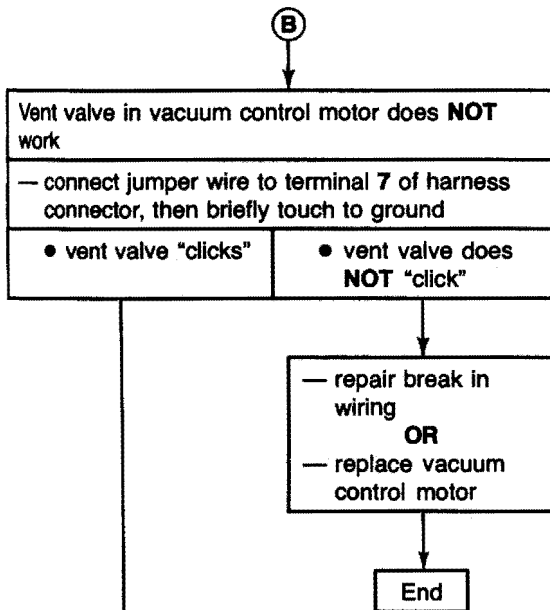 B
Vent valve in vacuum control motor does NOT
work
— connect jumper wire to terminal 7 of harness
connector, then briefly touch to ground
● vent valve "clicks"
● vent valve does
NOT "click"
— repair break in
wiring
OR
— replace vacuum
control motor
End